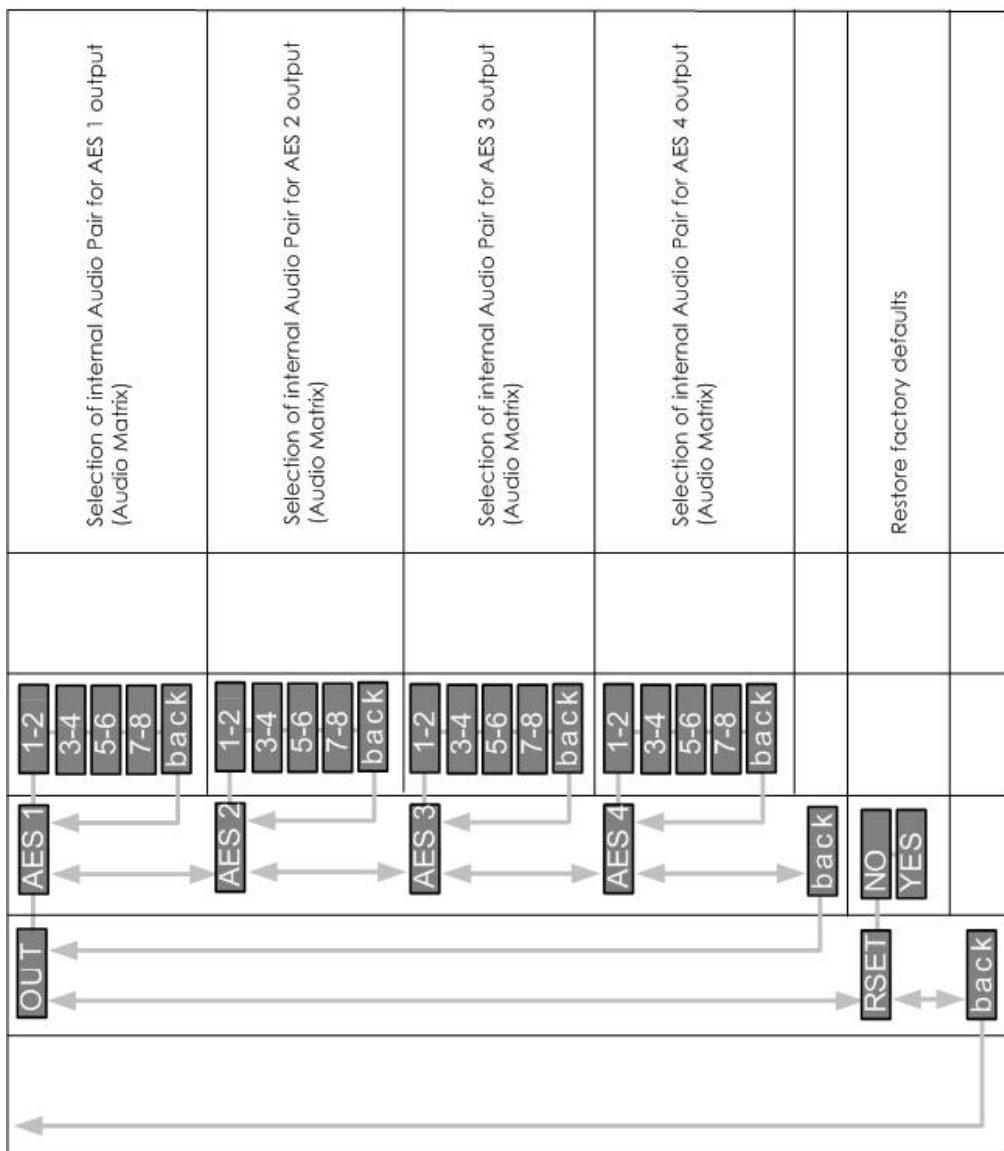 OUT
AES 1
1-2
3-4
5-6
7-8
back
Selection of internal Audio Pair for AES 1 output
(Audio Matrix)
AES 2
1-2
3-4
5-6
7-8
back
Selection of internal Audio Pair for AES 2 output
(Audio Matrix)
AES 3
1-2
3-4
5-6
7-8
back
Selection of internal Audio Pair for AES 3 output
(Audio Matrix)
AES 4
1-2
3-4
5-6
7-8
back
Selection of internal Audio Pair for AES 4 output
(Audio Matrix)
back
RSET
NO
YES
Restore factory defaults
back